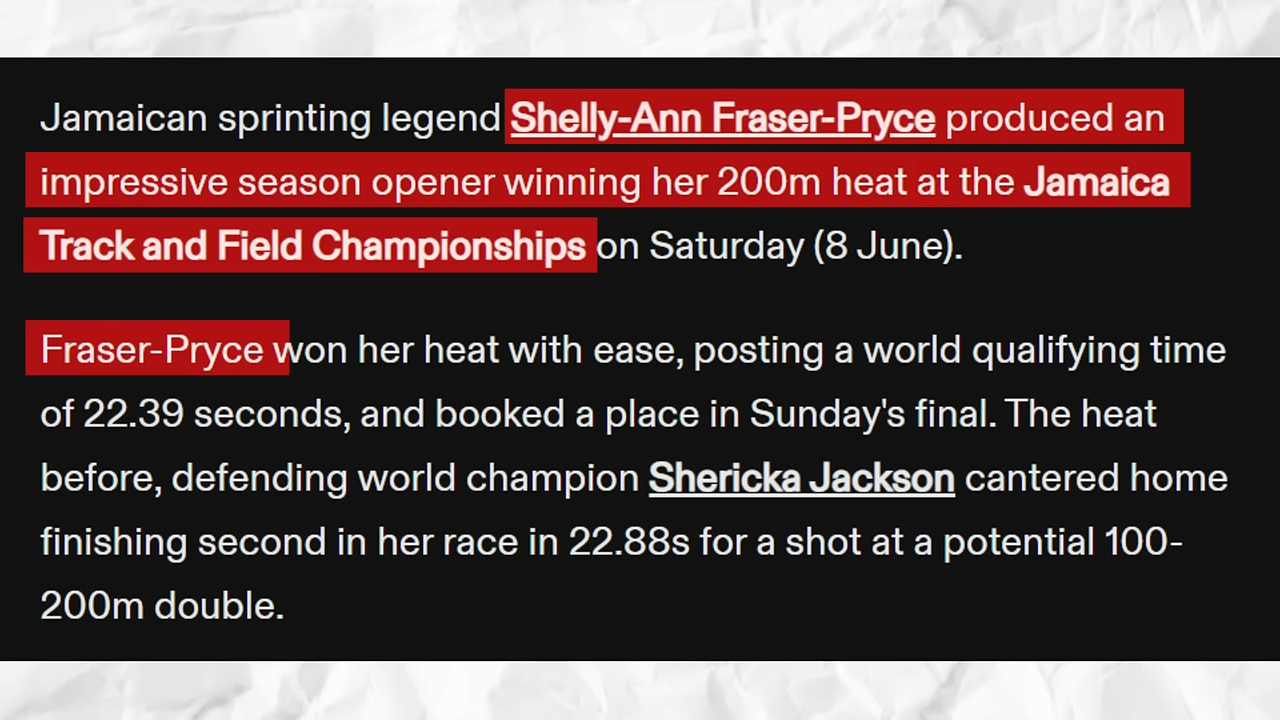 Jamaican sprinting legend Shelly-Ann Fraser-Pryce produced an
impressive season opener winning her 200m heat at the Jamaica
Track and Field Championships on Saturday (8 June).
Fraser-Pryce won her heat with ease, posting a world qualifying time
of 22.39 seconds, and booked a place in Sunday's final. The heat
before, defending world champion Shericka Jackson cantered home
finishing second in her race in 22.88s for a shot at a potential 100-
200m double.